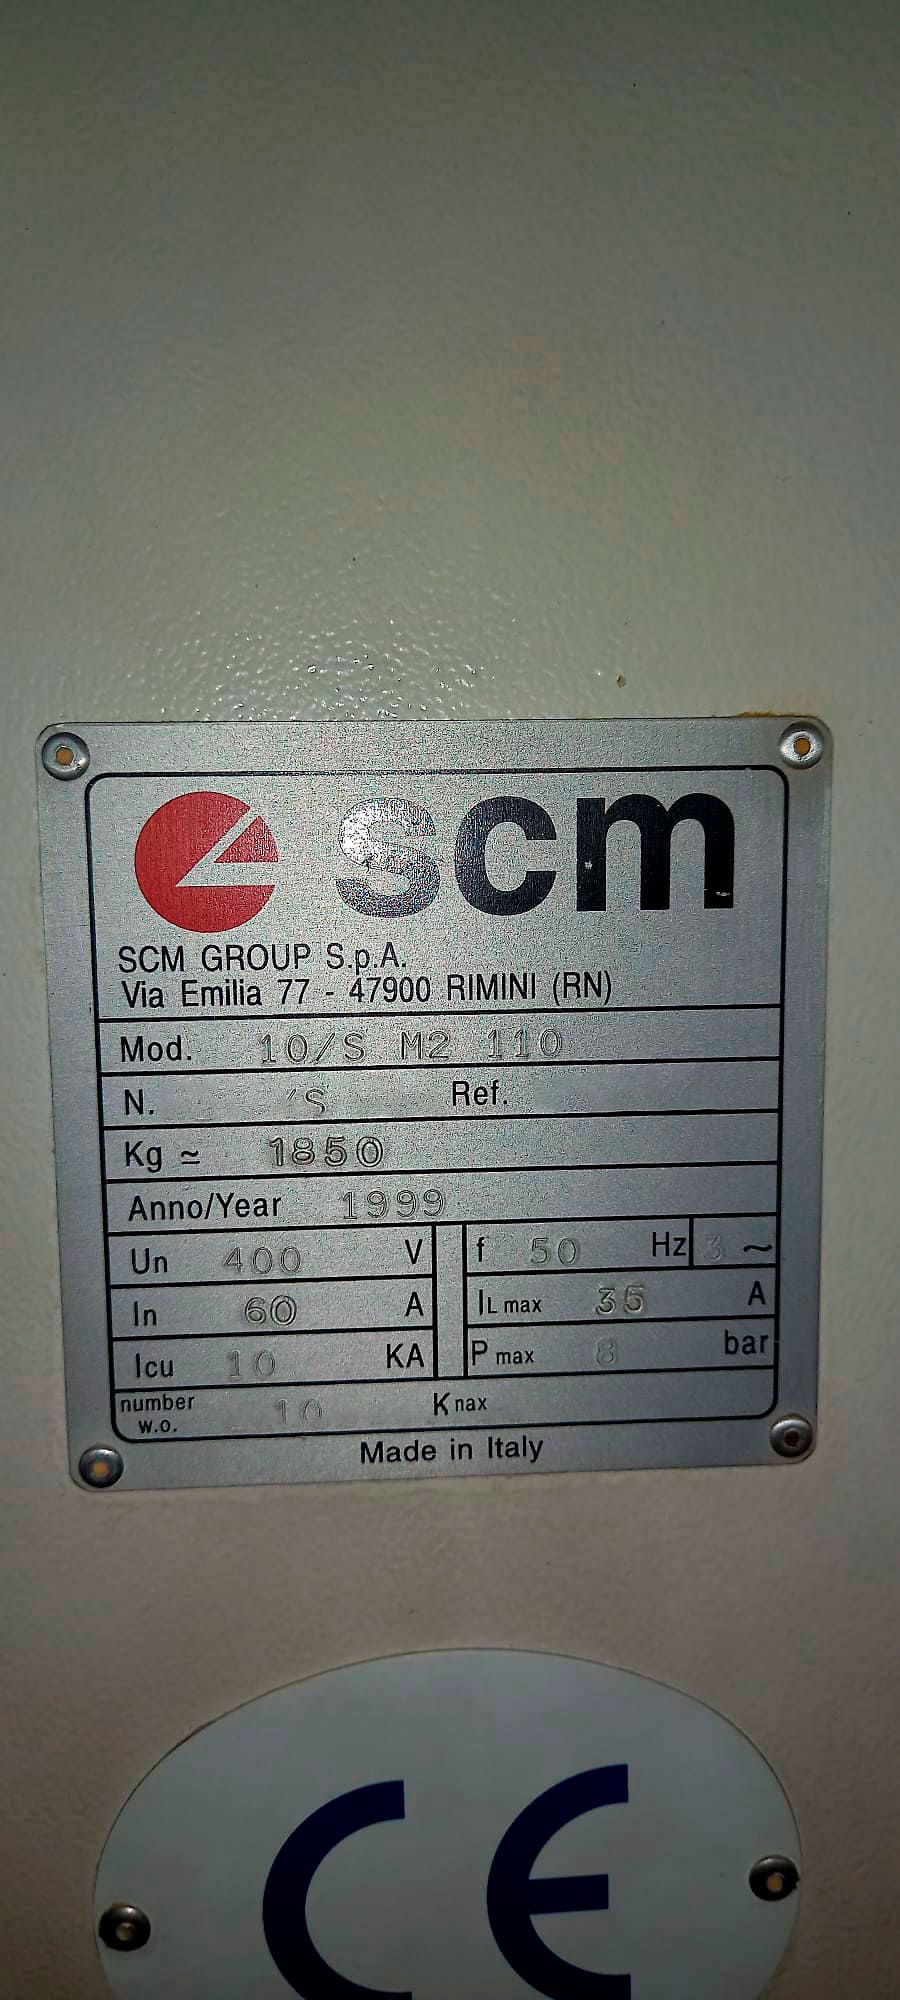 scm
SCM GROUP S.p.A.
Via Emilia 77 - 47900 RIMINI (RN)
Mod. 10/S M2 110
N. /S Ref.
Kg ≃ 1850
Anno/Year 1999
Un 400 V f 50 Hz 3 ~
In 60 A IL max 35 A
Icu 10 KA P max 8 bar
number w.o. 10 K nax
Made in Italy
CE